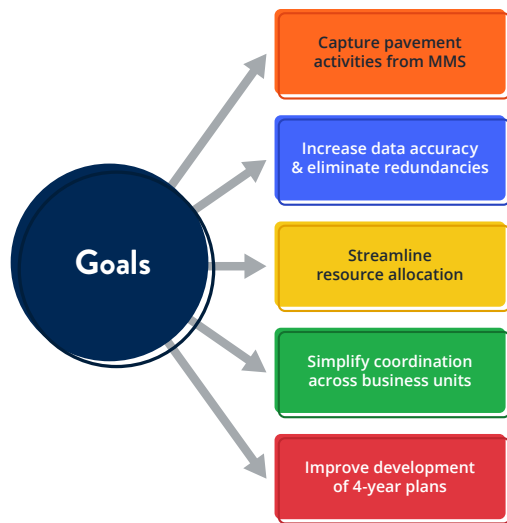 Goals
Capture pavement
activities from MMS
Increase data accuracy
& eliminate redundancies
Streamline
resource allocation
Simplify coordination
across business units
Improve development
of 4-year plans